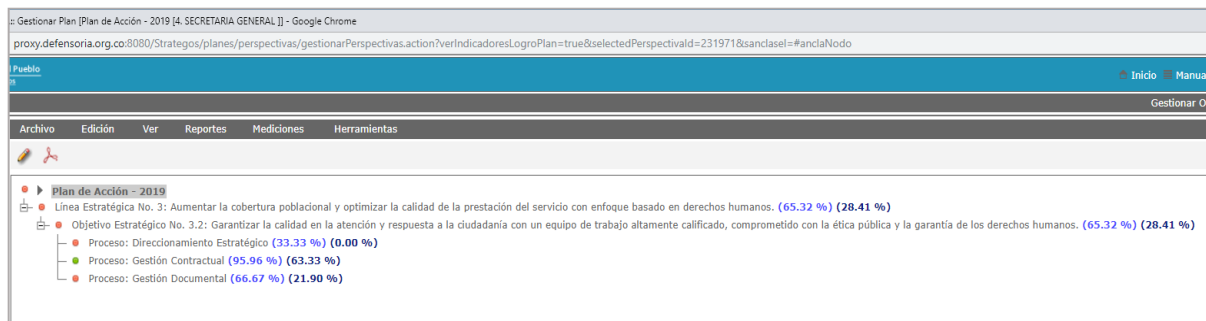 :: Gestionar Plan [Plan de Acción - 2019 [4. SECRETARIA GENERAL ]] - Google Chrome
proxy.defensoria.org.co:8080/Strategos/planes/perspectivas/gestionarPerspectivas.action?verIndicadoresLogroPlan=true&selectedPerspectivaId=231971&sanclasel=#anclaNodo
l Pueblo
Inicio Manua
Gestionar O
Archivo Edición Ver Reportes Mediciones Herramientas
Plan de Acción - 2019
Línea Estratégica No. 3: Aumentar la cobertura poblacional y optimizar la calidad de la prestación del servicio con enfoque basado en derechos humanos. (65.32 %) (28.41 %)
Objetivo Estratégico No. 3.2: Garantizar la calidad en la atención y respuesta a la ciudadanía con un equipo de trabajo altamente calificado, comprometido con la ética pública y la garantía de los derechos humanos. (65.32 %) (28.41 %)
Proceso: Direccionamiento Estratégico (33.33 %) (0.00 %)
Proceso: Gestión Contractual (95.96 %) (63.33 %)
Proceso: Gestión Documental (66.67 %) (21.90 %)